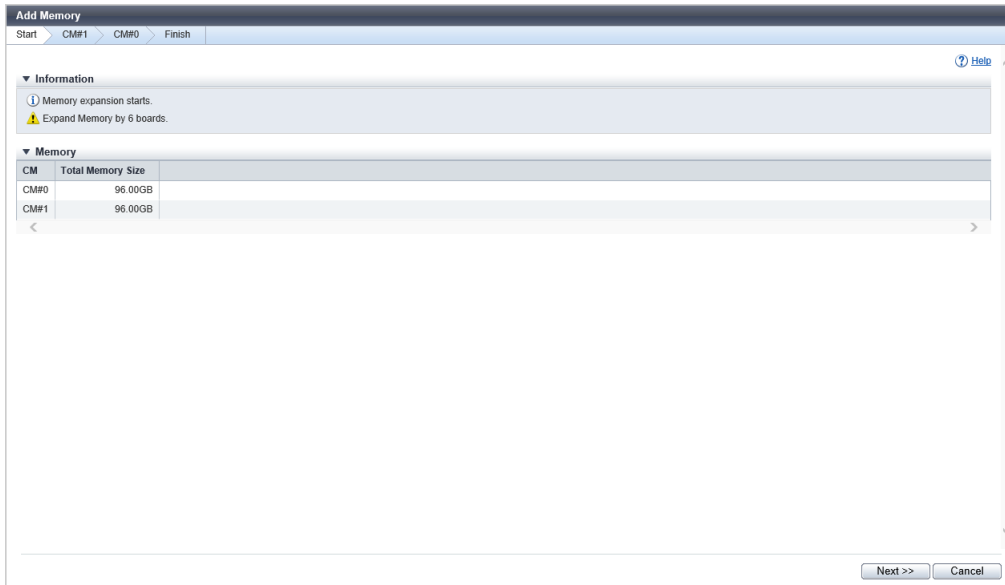 Add Memory
Start CM#1 CM#0 Finish
Help
Information
Memory expansion starts.
Expand Memory by 6 boards.
Memory
CM Total Memory Size
CM#0 96.00GB
CM#1 96.00GB
Next >> Cancel